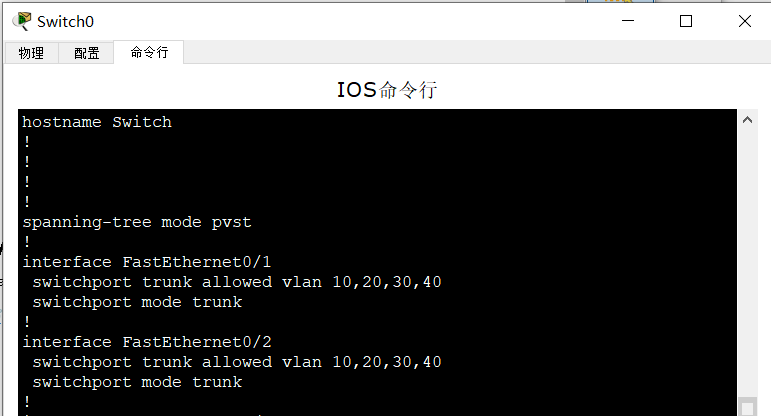 Switch0
物理 配置 命令行
IOS命令行
hostname Switch
!
!
!
!
spanning-tree mode pvst
!
interface FastEthernet0/1
switchport trunk allowed vlan 10,20,30,40
switchport mode trunk
!
interface FastEthernet0/2
switchport trunk allowed vlan 10,20,30,40
switchport mode trunk
!